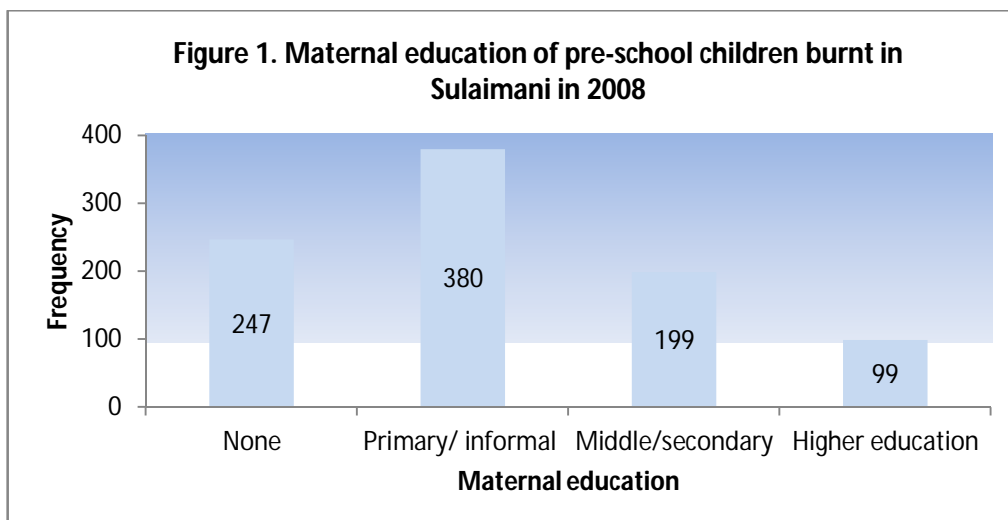 Figure 1. Maternal education of pre-school children burnt in
Sulaimani in 2008
Frequency
400
300
200
100
0
247
380
199
99
None Primary/ informal Middle/secondary Higher education
Maternal education